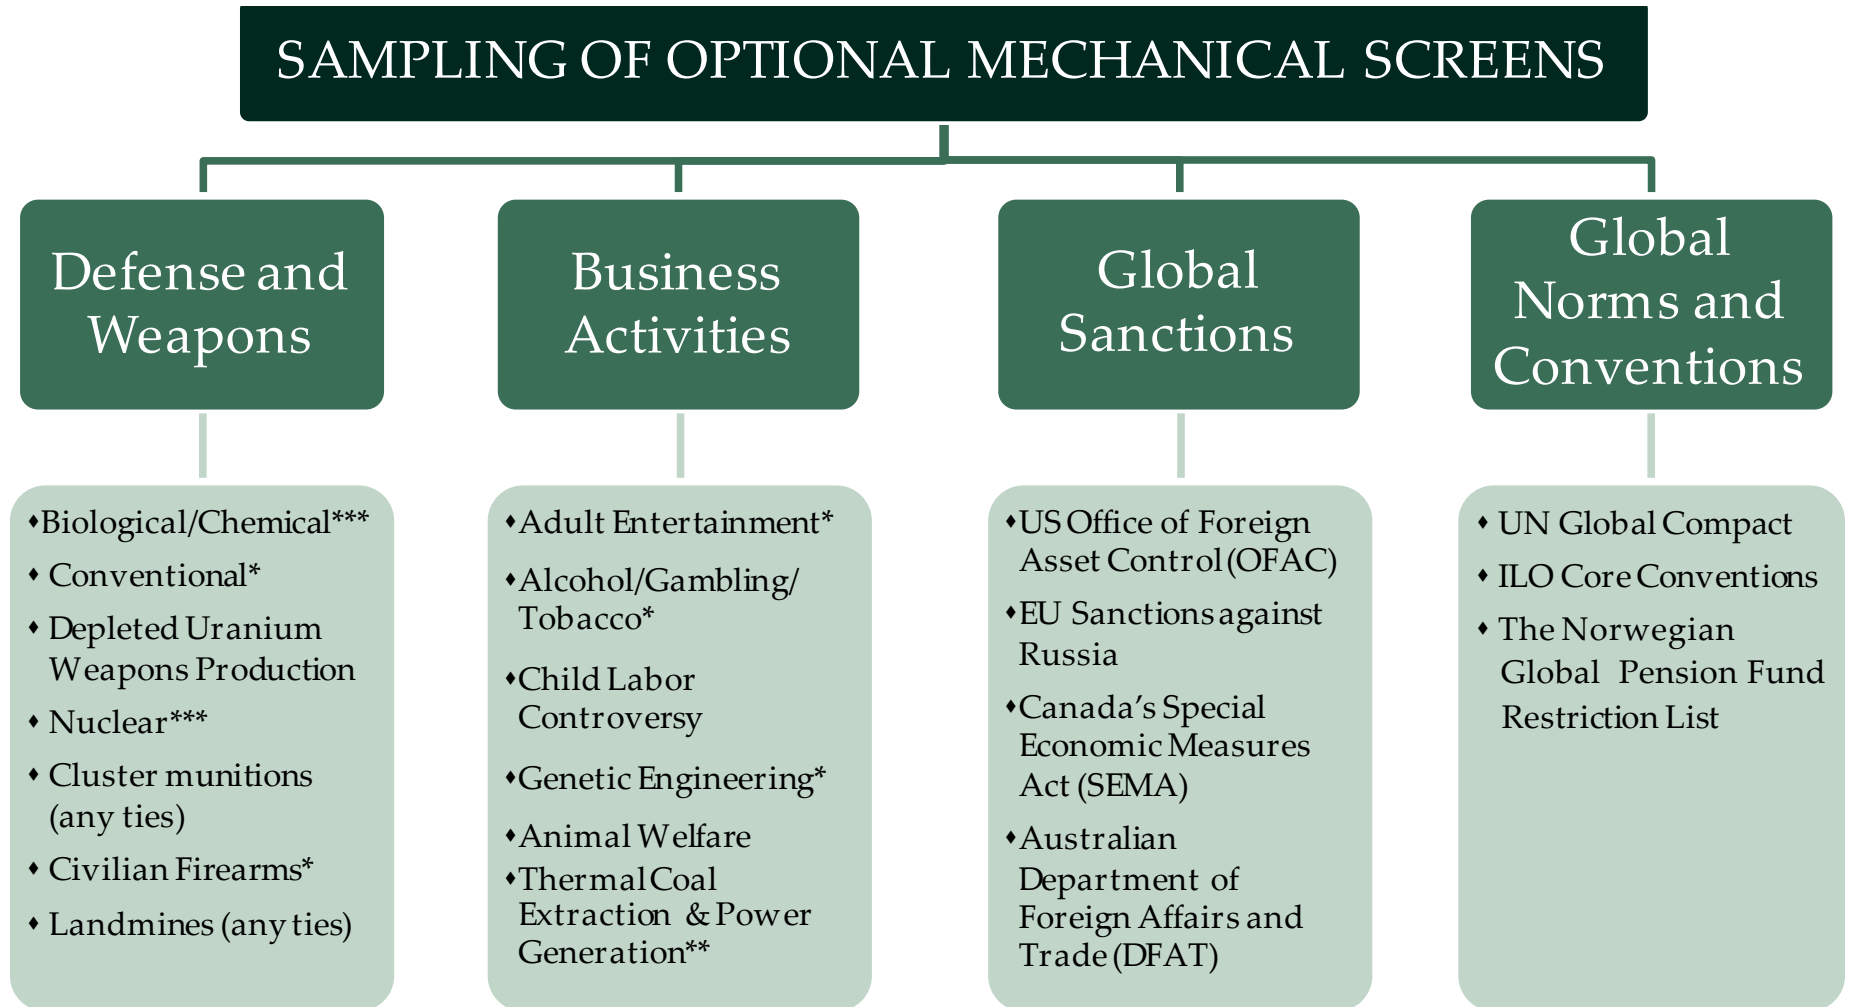 SAMPLING OF OPTIONAL MECHANICAL SCREENS
Defense and
Weapons
♦Biological/Chemical***
♦ Conventional*
♦ Depleted Uranium
Weapons Production
♦ Nuclear***
♦ Cluster munitions
(any ties)
♦ Civilian Firearms*
♦ Landmines (any ties)
Business
Activities
♦Adult Entertainment*
♦Alcohol/Gambling/
Tobacco*
♦Child Labor
Controversy
♦Genetic Engineering*
♦Animal Welfare
♦Thermal Coal
Extraction & Power
Generation**
Global
Sanctions
♦US Office of Foreign
Asset Control (OFAC)
♦EU Sanctions against
Russia
♦Canada’s Special
Economic Measures
Act (SEMA)
♦Australian
Department of
Foreign Affairs and
Trade (DFAT)
Global
Norms and
Conventions
♦ UN Global Compact
♦ ILO Core Conventions
♦ The Norwegian
Global Pension Fund
Restriction List